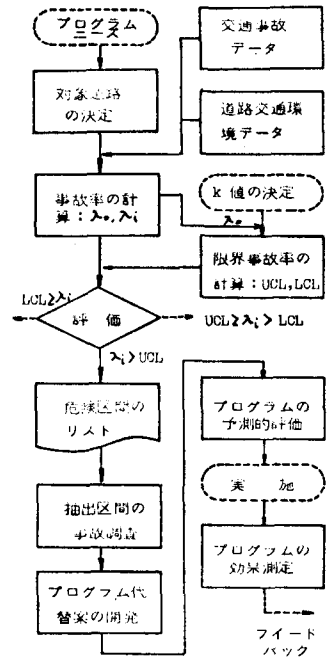 プログラム
ニーズ
交通事故
データ
対象道路
の決定
道路交通環
境データ
事故率の計
算：λ₀, λi
k 値の決定
λ₀
限界事故率の
計算：UCL, LCL
LCL≧λi
評価
UCL≧λi＞LCL
λi＞UCL
危険区間の
リスト
プログラムの
予測的評価
抽出区間の
事故調査
実施
プログラム代
替案の開発
プログラムの
効果測定
フイード
バック